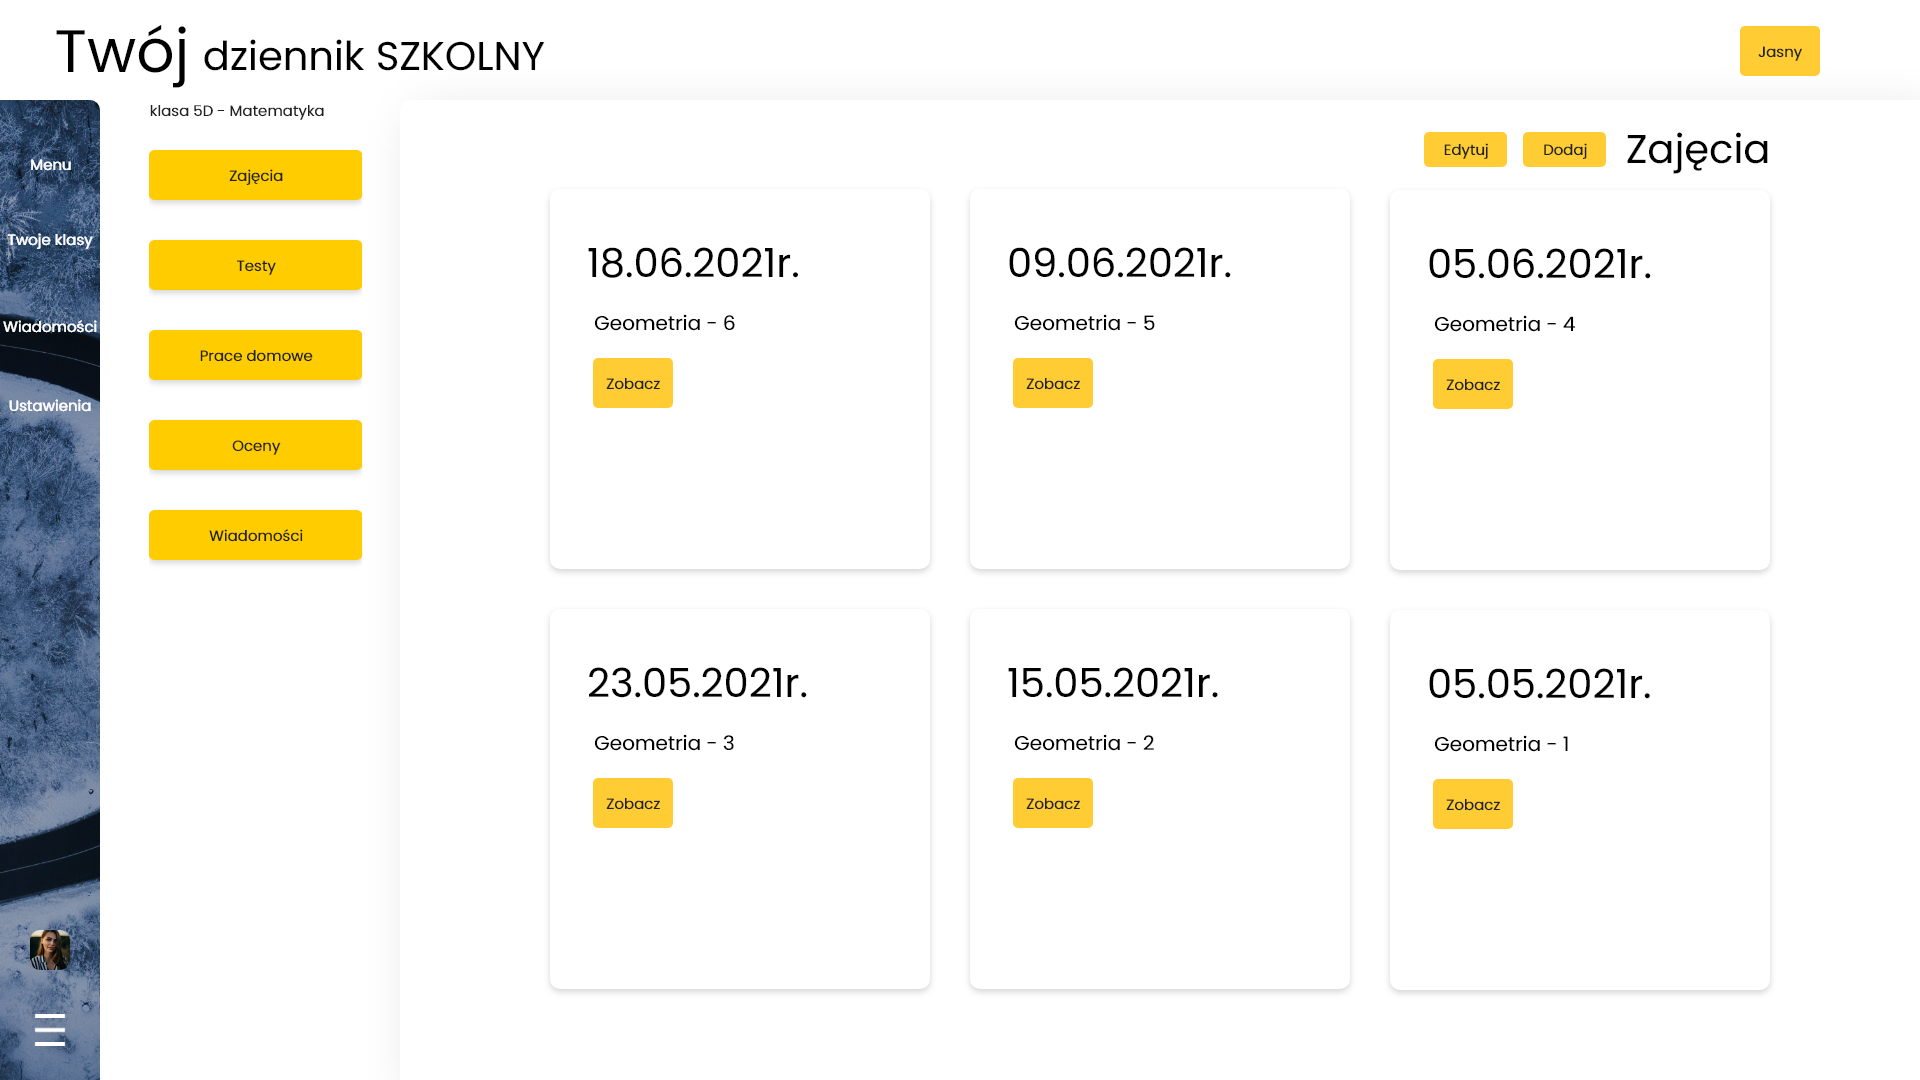 Twój dziennik SZKOLNY
Jasny
Menu
Twoje klasy
Wiadomości
Ustawienia
klasa 5D - Matematyka
Zajęcia
Testy
Prace domowe
Oceny
Wiadomości
Edytuj
Dodaj
Zajęcia
18.06.2021r.
Geometria - 6
Zobacz
09.06.2021r.
Geometria - 5
Zobacz
05.06.2021r.
Geometria - 4
Zobacz
23.05.2021r.
Geometria - 3
Zobacz
15.05.2021r.
Geometria - 2
Zobacz
05.05.2021r.
Geometria - 1
Zobacz